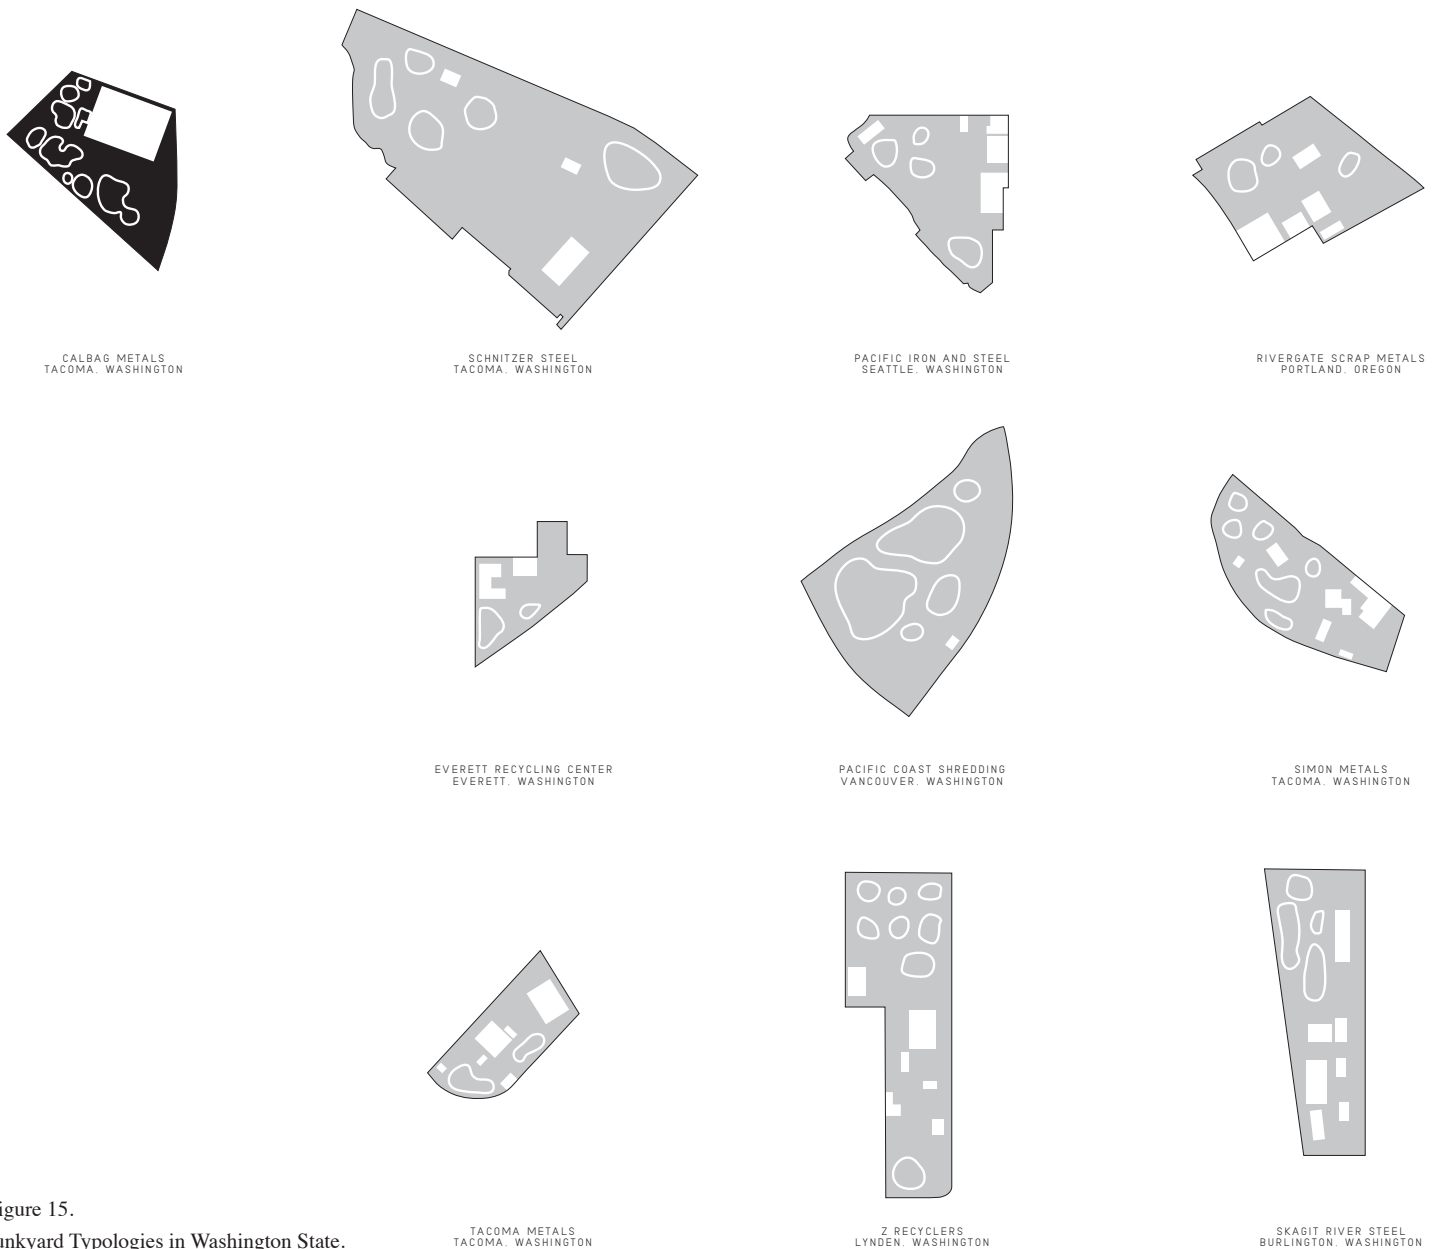 CALBAG METALS
TACOMA. WASHINGTON
SCHNITZER STEEL
TACOMA. WASHINGTON
PACIFIC IRON AND STEEL
SEATTLE. WASHINGTON
RIVERGATE SCRAP METALS
PORTLAND. OREGON
EVERETT RECYCLING CENTER
EVERETT. WASHINGTON
PACIFIC COAST SHREDDING
VANCOUVER. WASHINGTON
SIMON METALS
TACOMA. WASHINGTON
TACOMA METALS
TACOMA. WASHINGTON
Z RECYCLERS
LYNDEN. WASHINGTON
SKAGIT RIVER STEEL
BURLINGTON. WASHINGTON
igure 15.
unkyard Typologies in Washington State.